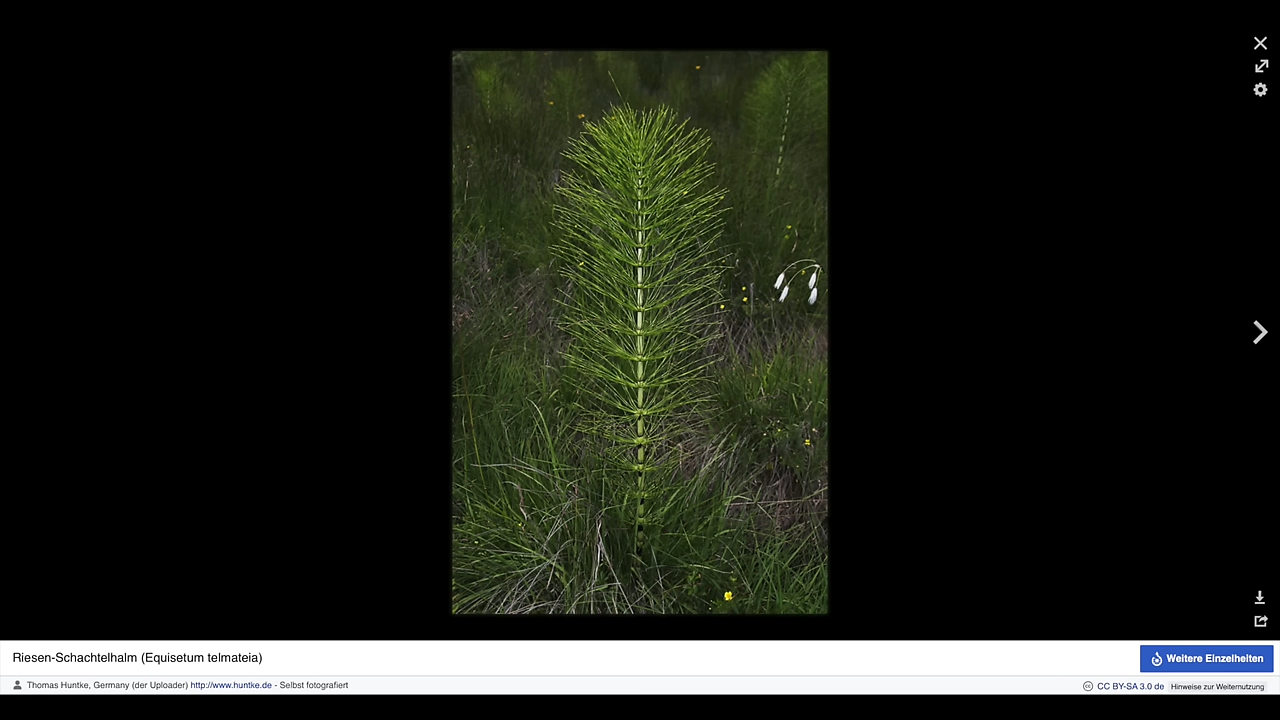 Riesen-Schachtelhalm (Equisetum telmateia)
Weitere Einzelheiten
Thomas Huntke, Germany (der Uploader) http://www.huntke.de - Selbst fotografiert
CC BY-SA 3.0 de Hinweise zur Weiternutzung